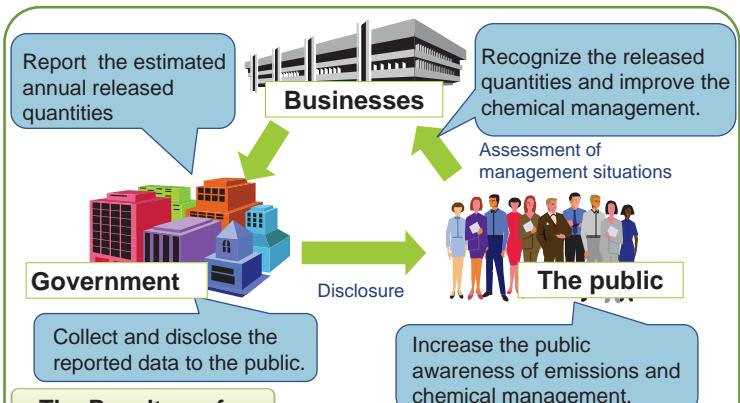 Report the estimated
annual released
quantities
Businesses
Recognize the released
quantities and improve the
chemical management.
Assessment of
management situations
Government
Disclosure
The public
Collect and disclose the
reported data to the public.
Increase the public
awareness of emissions and
chemical management.
The of